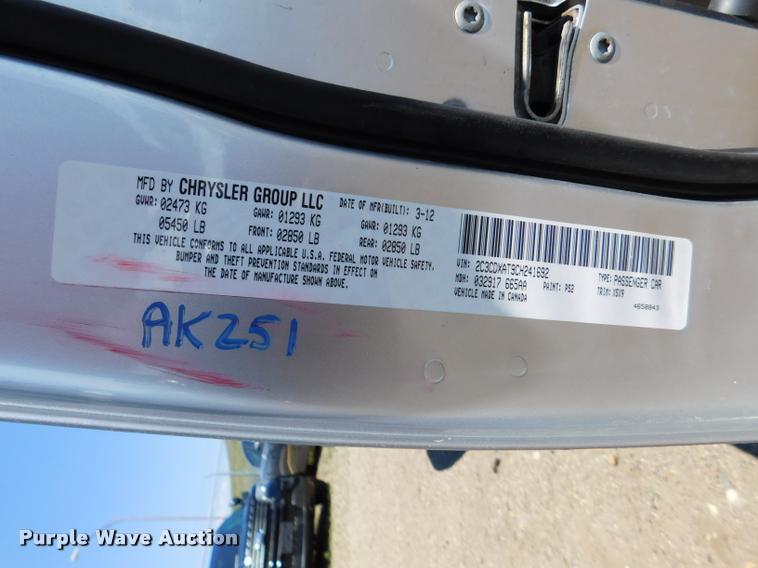 MFD BY CHRYSLER GROUP LLC DATE OF MFR(BUILT): 3-12
GVWR: 02473 KG GAWR: 01293 KG GAWR: 01293 KG
05450 LB FRONT: 02850 LB REAR: 02850 LB
THIS VEHICLE CONFORMS TO ALL APPLICABLE U.S.A. FEDERAL MOTOR VEHICLE SAFETY,
BUMPER AND THEFT PREVENTION STANDARDS IN EFFECT ON
THE DATE OF MANUFACTURE SHOWN ABOVE.
VIN: 2C3CDXAT9CH241692 TYPE: PASSENGER CAR
MDH: 032917 665AA PAINT: PS2 TRIM: X5V9
VEHICLE MADE IN CANADA 4658843
AK251
Purple Wave Auction